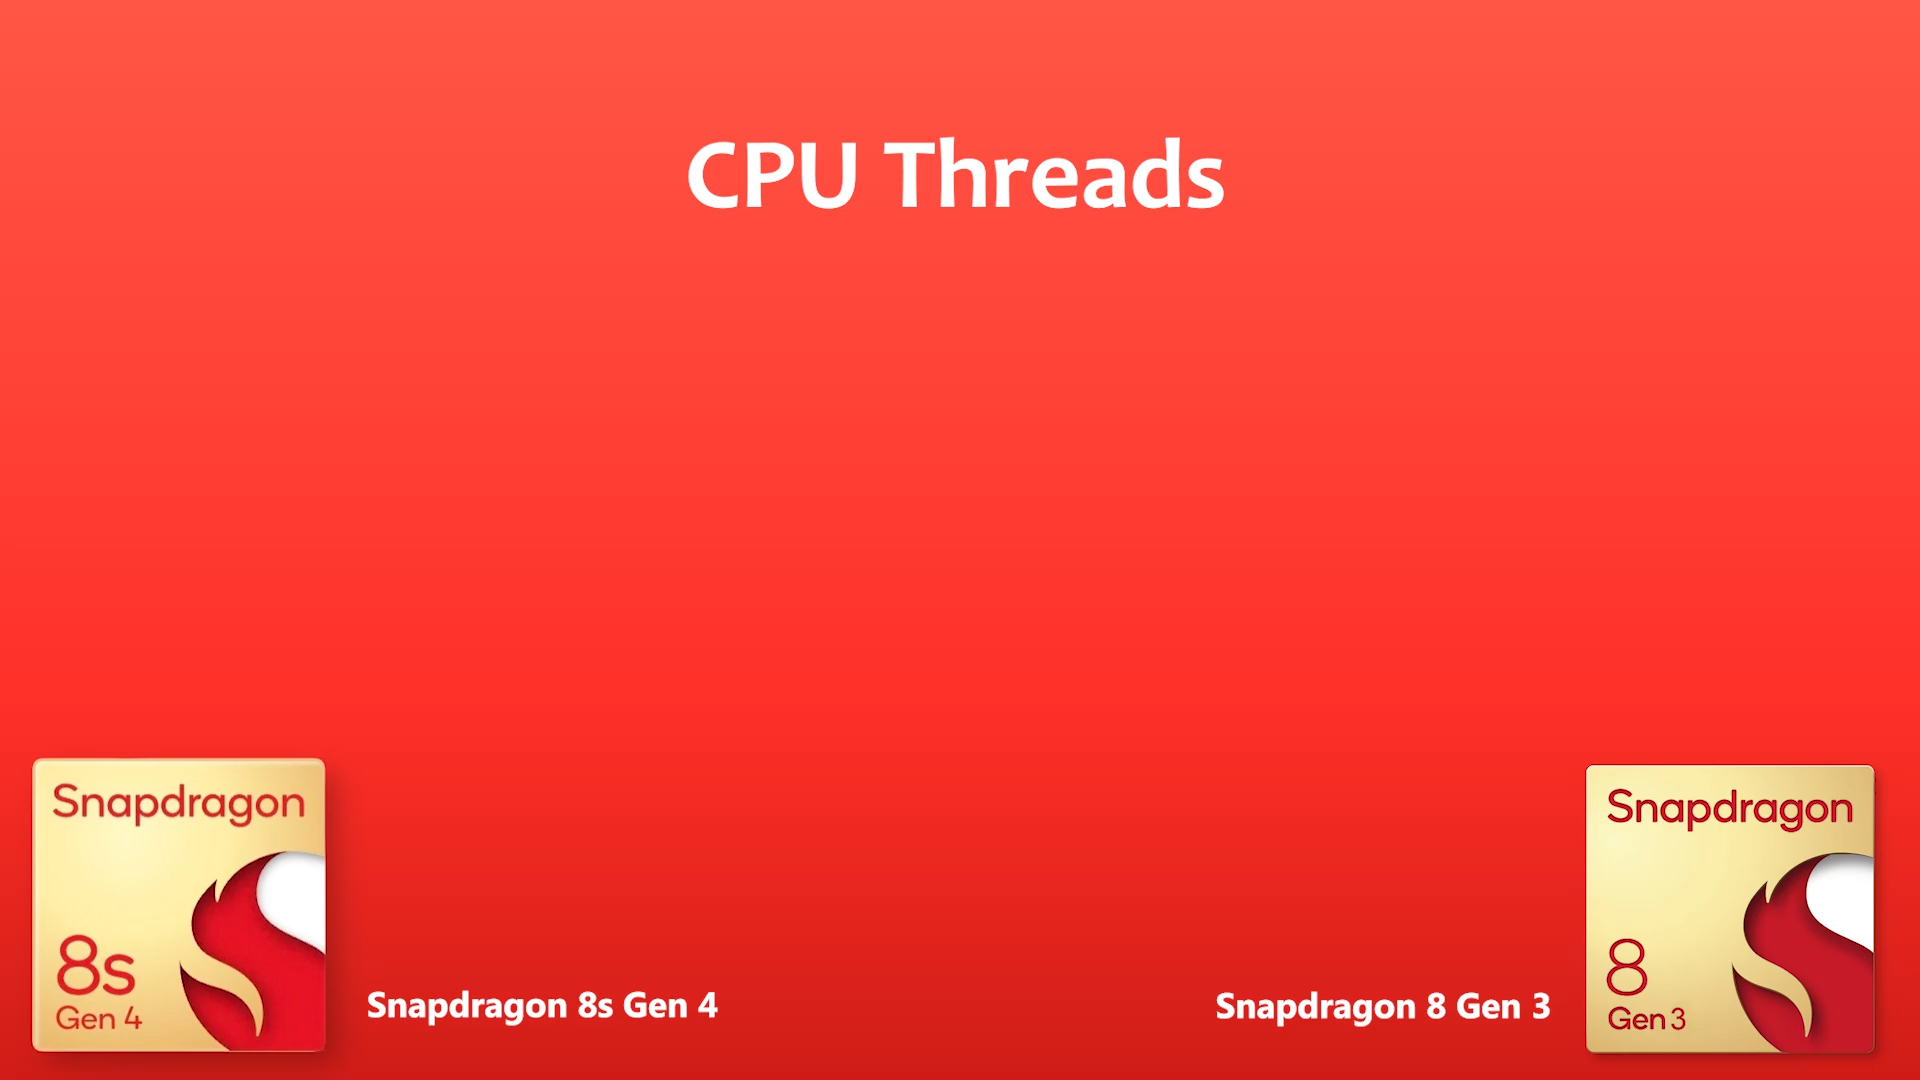 CPU Threads
Snapdragon
8s
Gen 4
Snapdragon 8s Gen 4
Snapdragon 8 Gen 3
Snapdragon
8
Gen 3